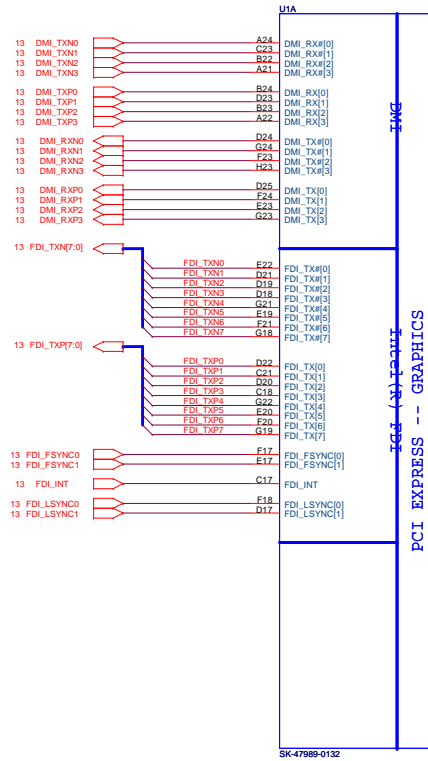 U1A
13 DMI_TXN0 A24 DMI_RX#[0]
13 DMI_TXN1 C23 DMI_RX#[1]
13 DMI_TXN2 B22 DMI_RX#[2]
13 DMI_TXN3 A21 DMI_RX#[3]
13 DMI_TXP0 B24 DMI_RX[0]
13 DMI_TXP1 D23 DMI_RX[1]
13 DMI_TXP2 B23 DMI_RX[2]
13 DMI_TXP3 A22 DMI_RX[3]
DMI
13 DMI_RXN0 D24 DMI_TX#[0]
13 DMI_RXN1 G24 DMI_TX#[1]
13 DMI_RXN2 F23 DMI_TX#[2]
13 DMI_RXN3 H23 DMI_TX#[3]
13 DMI_RXP0 D25 DMI_TX[0]
13 DMI_RXP1 F24 DMI_TX[1]
13 DMI_RXP2 E23 DMI_TX[2]
13 DMI_RXP3 G23 DMI_TX[3]
13 FDI_TXN[7:0]
FDI_TXN0 E22 FDI_TX#[0]
FDI_TXN1 D21 FDI_TX#[1]
FDI_TXN2 D19 FDI_TX#[2]
FDI_TXN3 D18 FDI_TX#[3]
FDI_TXN4 G21 FDI_TX#[4]
FDI_TXN5 E19 FDI_TX#[5]
FDI_TXN6 F21 FDI_TX#[6]
FDI_TXN7 G18 FDI_TX#[7]
13 FDI_TXP[7:0]
FDI_TXP0 D22 FDI_TX[0]
FDI_TXP1 C21 FDI_TX[1]
FDI_TXP2 D20 FDI_TX[2]
FDI_TXP3 C18 FDI_TX[3]
FDI_TXP4 G22 FDI_TX[4]
FDI_TXP5 E20 FDI_TX[5]
FDI_TXP6 F20 FDI_TX[6]
FDI_TXP7 G19 FDI_TX[7]
Intel(R) FDI
PCI EXPRESS -- GRAPHICS
13 FDI_FSYNC0 F17 FDI_FSYNC[0]
13 FDI_FSYNC1 E17 FDI_FSYNC[1]
13 FDI_INT C17 FDI_INT
13 FDI_LSYNC0 F18 FDI_LSYNC[0]
13 FDI_LSYNC1 D17 FDI_LSYNC[1]
SK-47989-0132